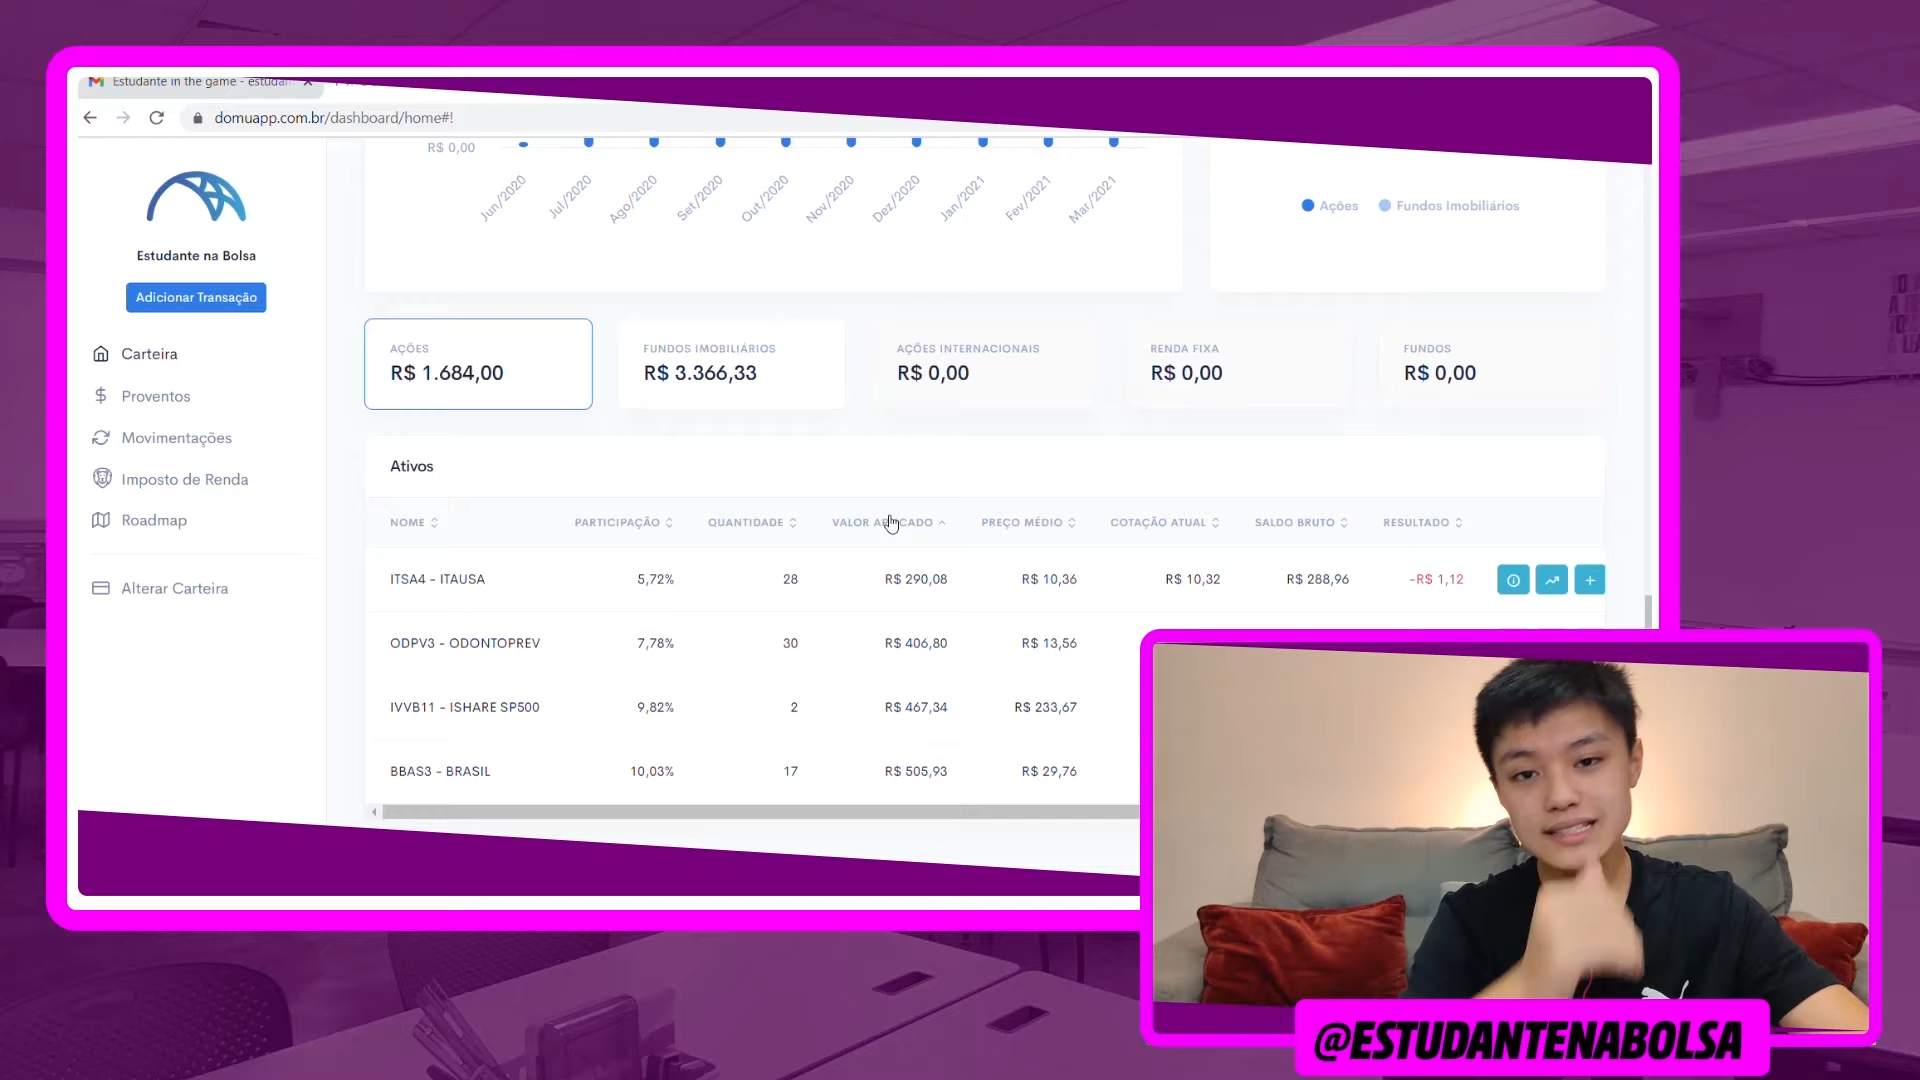 Estudante in the game - estudan
domuapp.com.br/dashboard/home#!
Estudante na Bolsa
Adicionar Transação
Carteira
Proventos
Movimentações
Imposto de Renda
Roadmap
Alterar Carteira
R$ 0,00
Jun/2020 Jul/2020 Ago/2020 Set/2020 Out/2020 Nov/2020 Dez/2020 Jan/2021 Fev/2021 Mar/2021
Ações Fundos Imobiliários
AÇÕES
R$ 1.684,00
FUNDOS IMOBILIÁRIOS
R$ 3.366,33
AÇÕES INTERNACIONAIS
R$ 0,00
RENDA FIXA
R$ 0,00
FUNDOS
R$ 0,00
Ativos
NOME PARTICIPAÇÃO QUANTIDADE VALOR PREÇO MÉDIO COTAÇÃO ATUAL SALDO BRUTO RESULTADO
ITSA4 - ITAUSA 5,72% 28 R$ 290,08 R$ 10,36 R$ 10,32 R$ 288,96 -R$ 1,12
ODPV3 - ODONTOPREV 7,78% 30 R$ 406,80 R$ 13,56
IVVB11 - ISHARE SP500 9,82% 2 R$ 467,34 R$ 233,67
BBAS3 - BRASIL 10,03% 17 R$ 505,93 R$ 29,76
@ESTUDANTENABOLSA